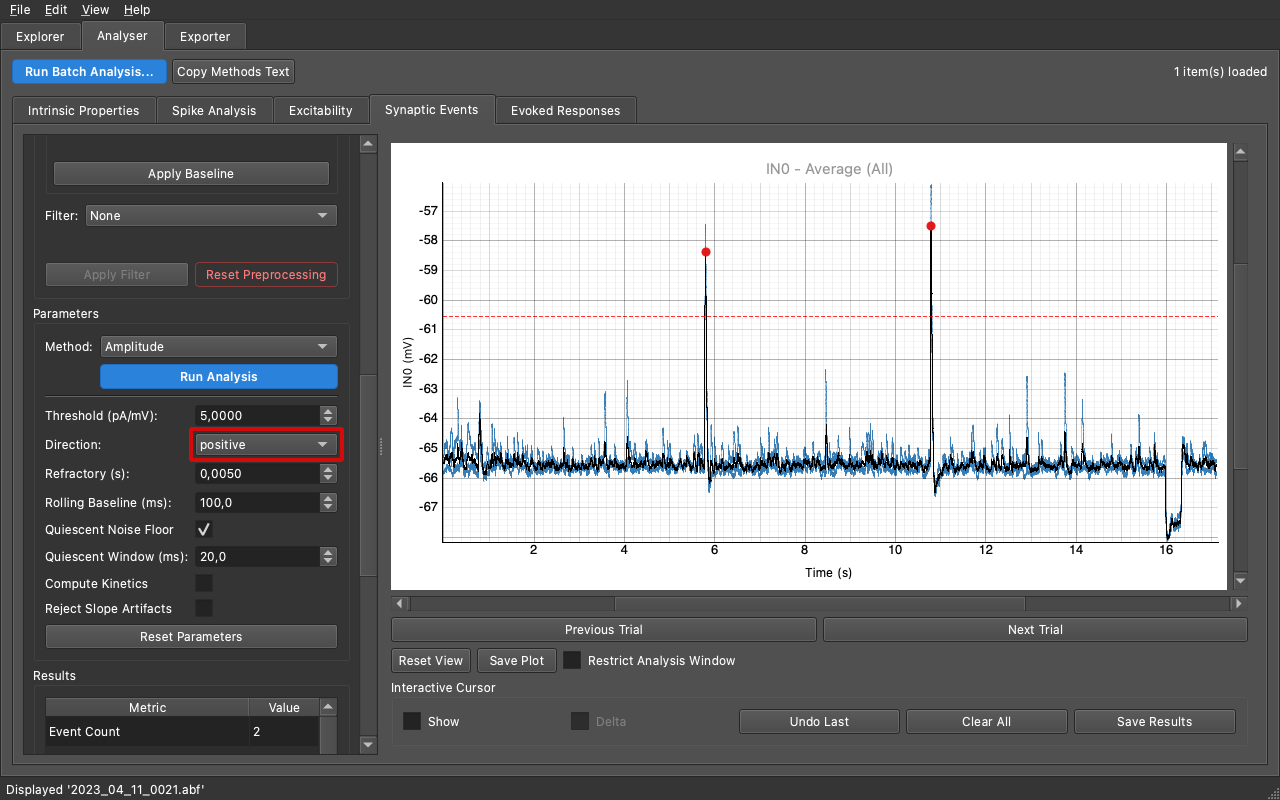 File Edit View Help
Explorer Analyser Exporter
Run Batch Analysis... Copy Methods Text 1 item(s) loaded
Intrinsic Properties Spike Analysis Excitability Synaptic Events Evoked Responses
Apply Baseline
Filter: None
Apply Filter Reset Preprocessing
Parameters
Method: Amplitude
Run Analysis
Threshold (pA/mV): 5,0000
Direction: positive
Refractory (s): 0,0050
Rolling Baseline (ms): 100,0
Quiescent Noise Floor
Quiescent Window (ms): 20,0
Compute Kinetics
Reject Slope Artifacts
Reset Parameters
Results
Metric Value
Event Count 2
IN0 - Average (All)
IN0 (mV)
-57
-58
-59
-60
-61
-62
-63
-64
-65
-66
-67
2 4 6 8 10 12 14 16
Time (s)
Previous Trial Next Trial
Reset View Save Plot Restrict Analysis Window
Interactive Cursor
Show Delta Undo Last Clear All Save Results
Displayed '2023_04_11_0021.abf'